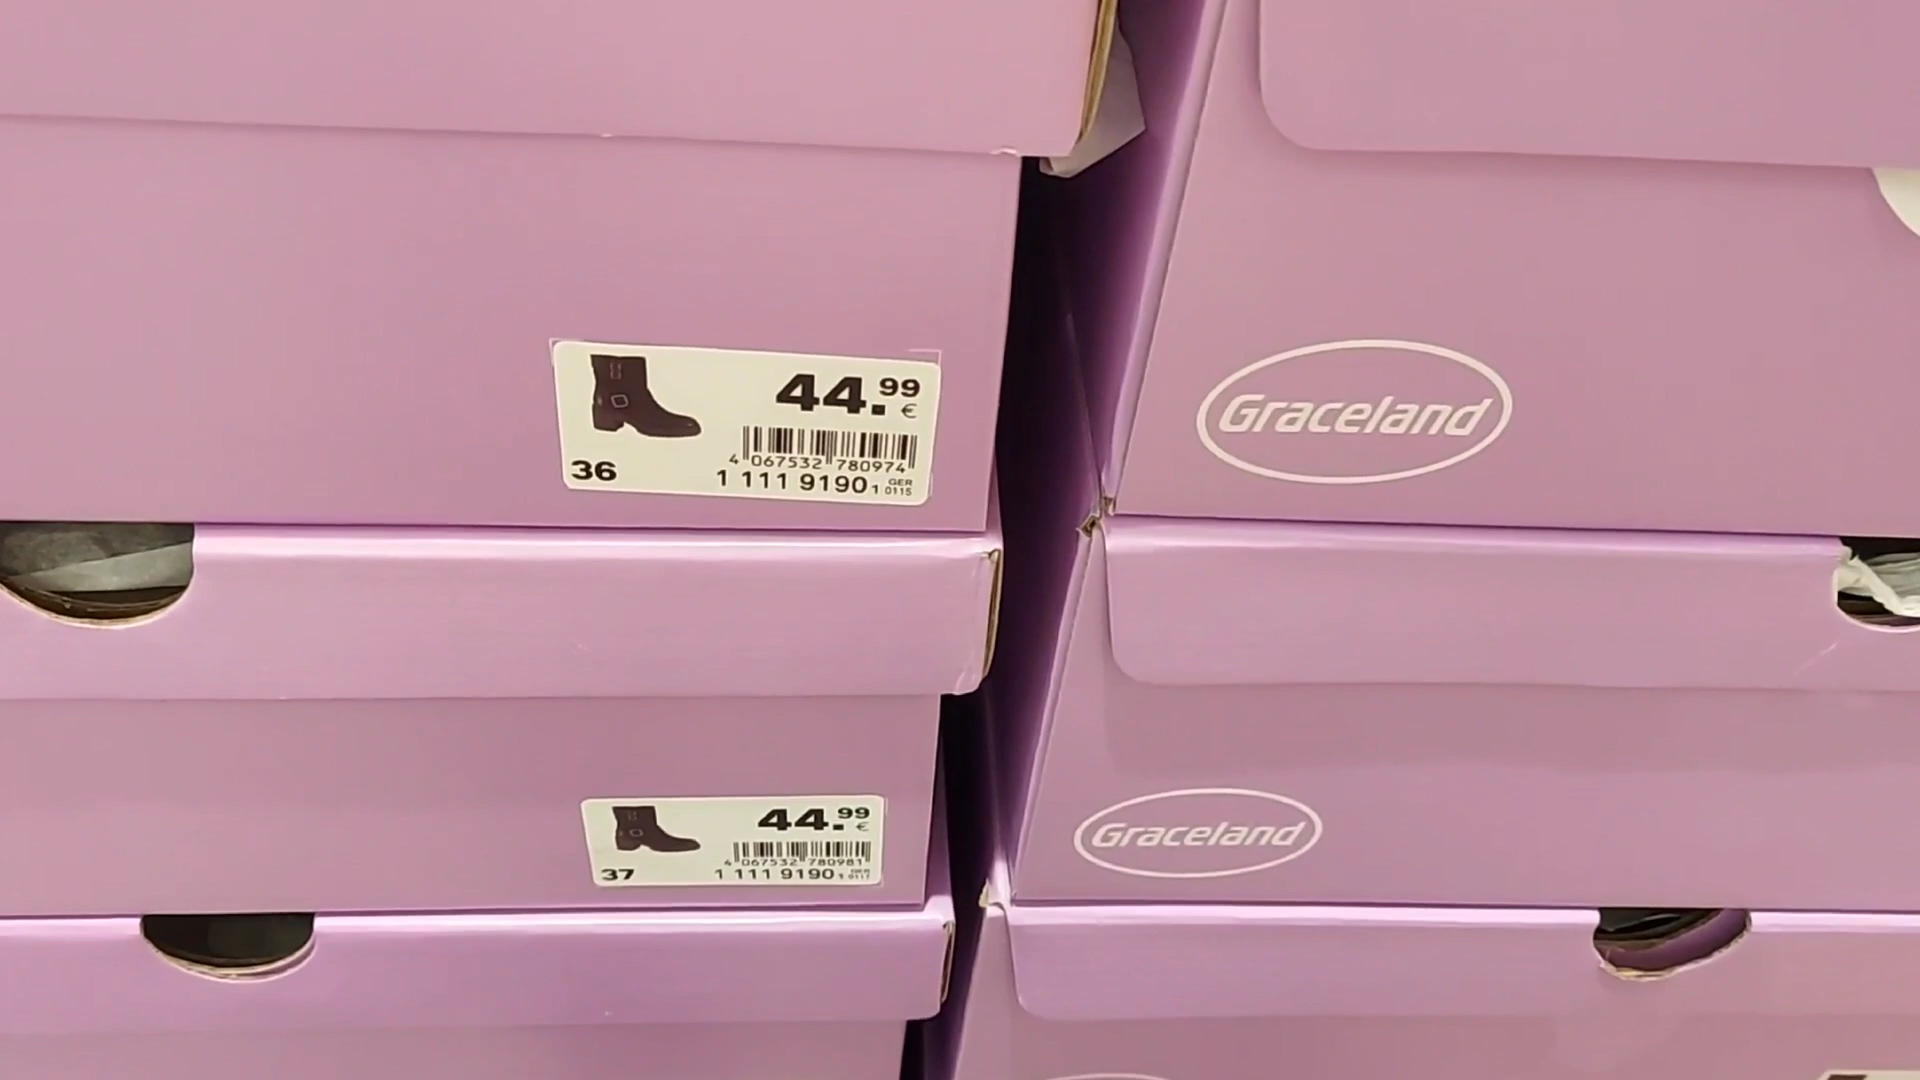 44.99 €
4 067532 780974
36
1 111 9190 1 GER 0115
Graceland
44.99 €
4 067532 780981
37
1 111 9190
Graceland